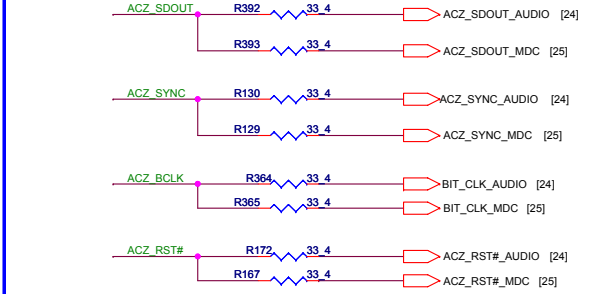 ACZ_SDOUT R392 33_4 ACZ_SDOUT_AUDIO [24]
R393 33_4 ACZ_SDOUT_MDC [25]
ACZ_SYNC R130 33_4 ACZ_SYNC_AUDIO [24]
R129 33_4 ACZ_SYNC_MDC [25]
ACZ_BCLK R364 33_4 BIT_CLK_AUDIO [24]
R365 33_4 BIT_CLK_MDC [25]
ACZ_RST# R172 33_4 ACZ_RST#_AUDIO [24]
R167 33_4 ACZ_RST#_MDC [25]